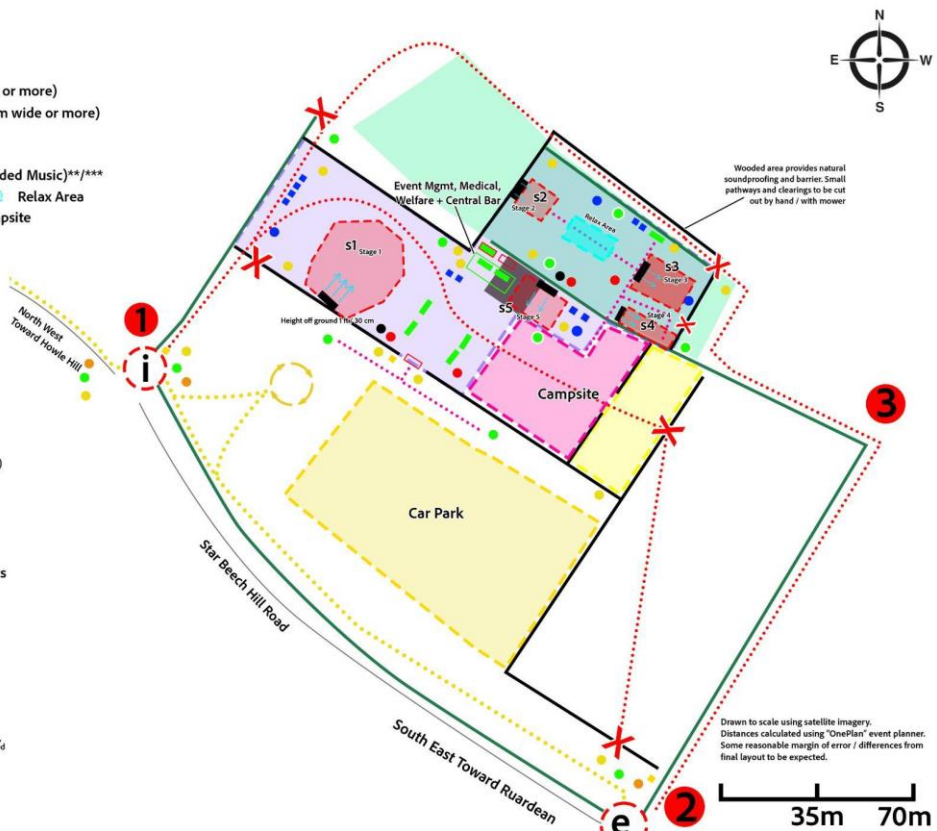 or more)
m wide or more)
ded Music)**/***
Relax Area
psite
)
s
N
E
W
S
Event Mgmt, Medical,
Welfare + Central Bar
Wooded area provides natural
soundproofing and barrier. Small
pathways and clearings to be cut
out by hand / with mower
s2
Stage 2
Relax Area
s1 Stage 1
s3
Stage 3
s5
Stage 5
Stage 4
s4
Height off ground 1 ft / 30 cm
North West
Toward Howle Hill
1
i
Campsite
3
Car Park
Star Beech Hill Road
South East Toward Ruardean
Drawn to scale using satellite imagery.
Distances calculated using "OnePlan" event planner.
Some reasonable margin of error / differences from
final layout to be expected.
e
2
35m 70m